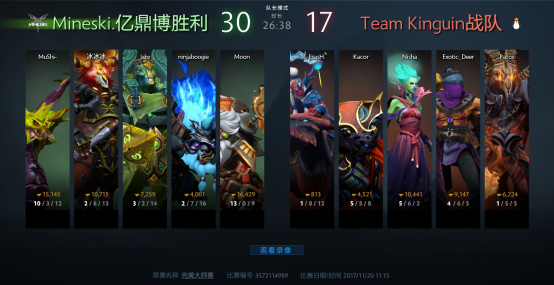 MINESKI
Mineski.亿鼎博胜利 30 队长模式 时长 26:38 17 Team Kinguin战队
MuShi- 冰冰冰 Jabz ninjaboogie Moon
Kacor Nisha Exotic_Deer Patos
15,145 10,715 7,259 4,001 16,429 813 4,521 10,441 9,147 6,224
10 / 3 / 12 2 / 6 / 13 3 / 2 / 14 2 / 7 / 16 13 / 0 / 9 1 / 5 / 5 5 / 5 / 8 5 / 6 / 2 4 / 5 / 6 1 / 5 / 5
观看录像
联赛名称 完美大师赛 比赛编号 3572114989 比赛日期/时间 2017/11/20 11:15